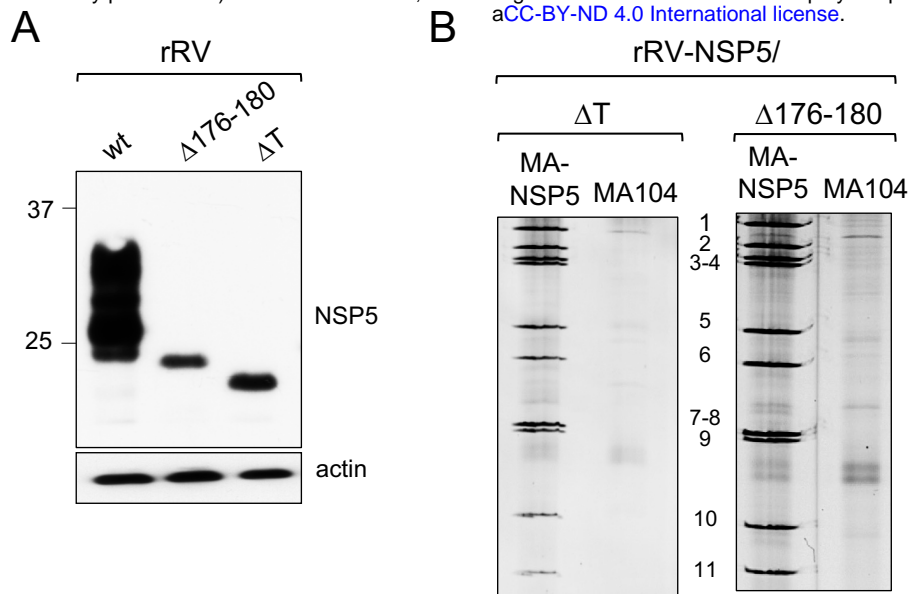 aCC-BY-ND 4.0 International license.
A
rRV
wt
Δ176-180
ΔT
37
25
NSP5
actin
B
rRV-NSP5/
ΔT
Δ176-180
MA-
NSP5
MA104
MA-
NSP5
MA104
1
2
3-4
5
6
7-8
9
10
11